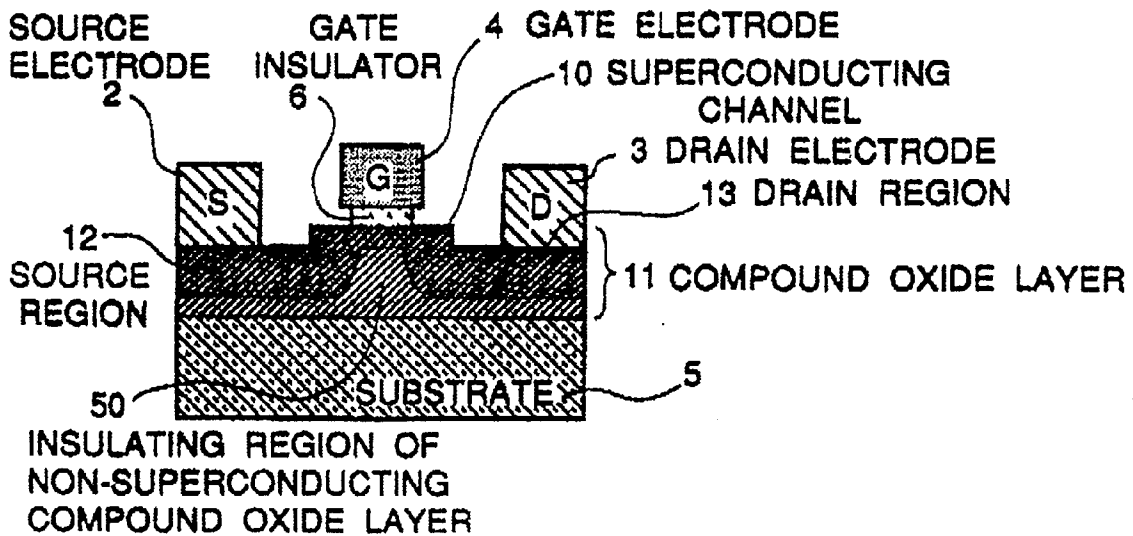 SOURCE
ELECTRODE
2
GATE
INSULATOR
6
4 GATE ELECTRODE
10 SUPERCONDUCTING
CHANNEL
3 DRAIN ELECTRODE
13 DRAIN REGION
S
G
D
12
SOURCE
REGION
11 COMPOUND OXIDE LAYER
SUBSTRATE
5
50
INSULATING REGION OF
NON-SUPERCONDUCTING
COMPOUND OXIDE LAYER